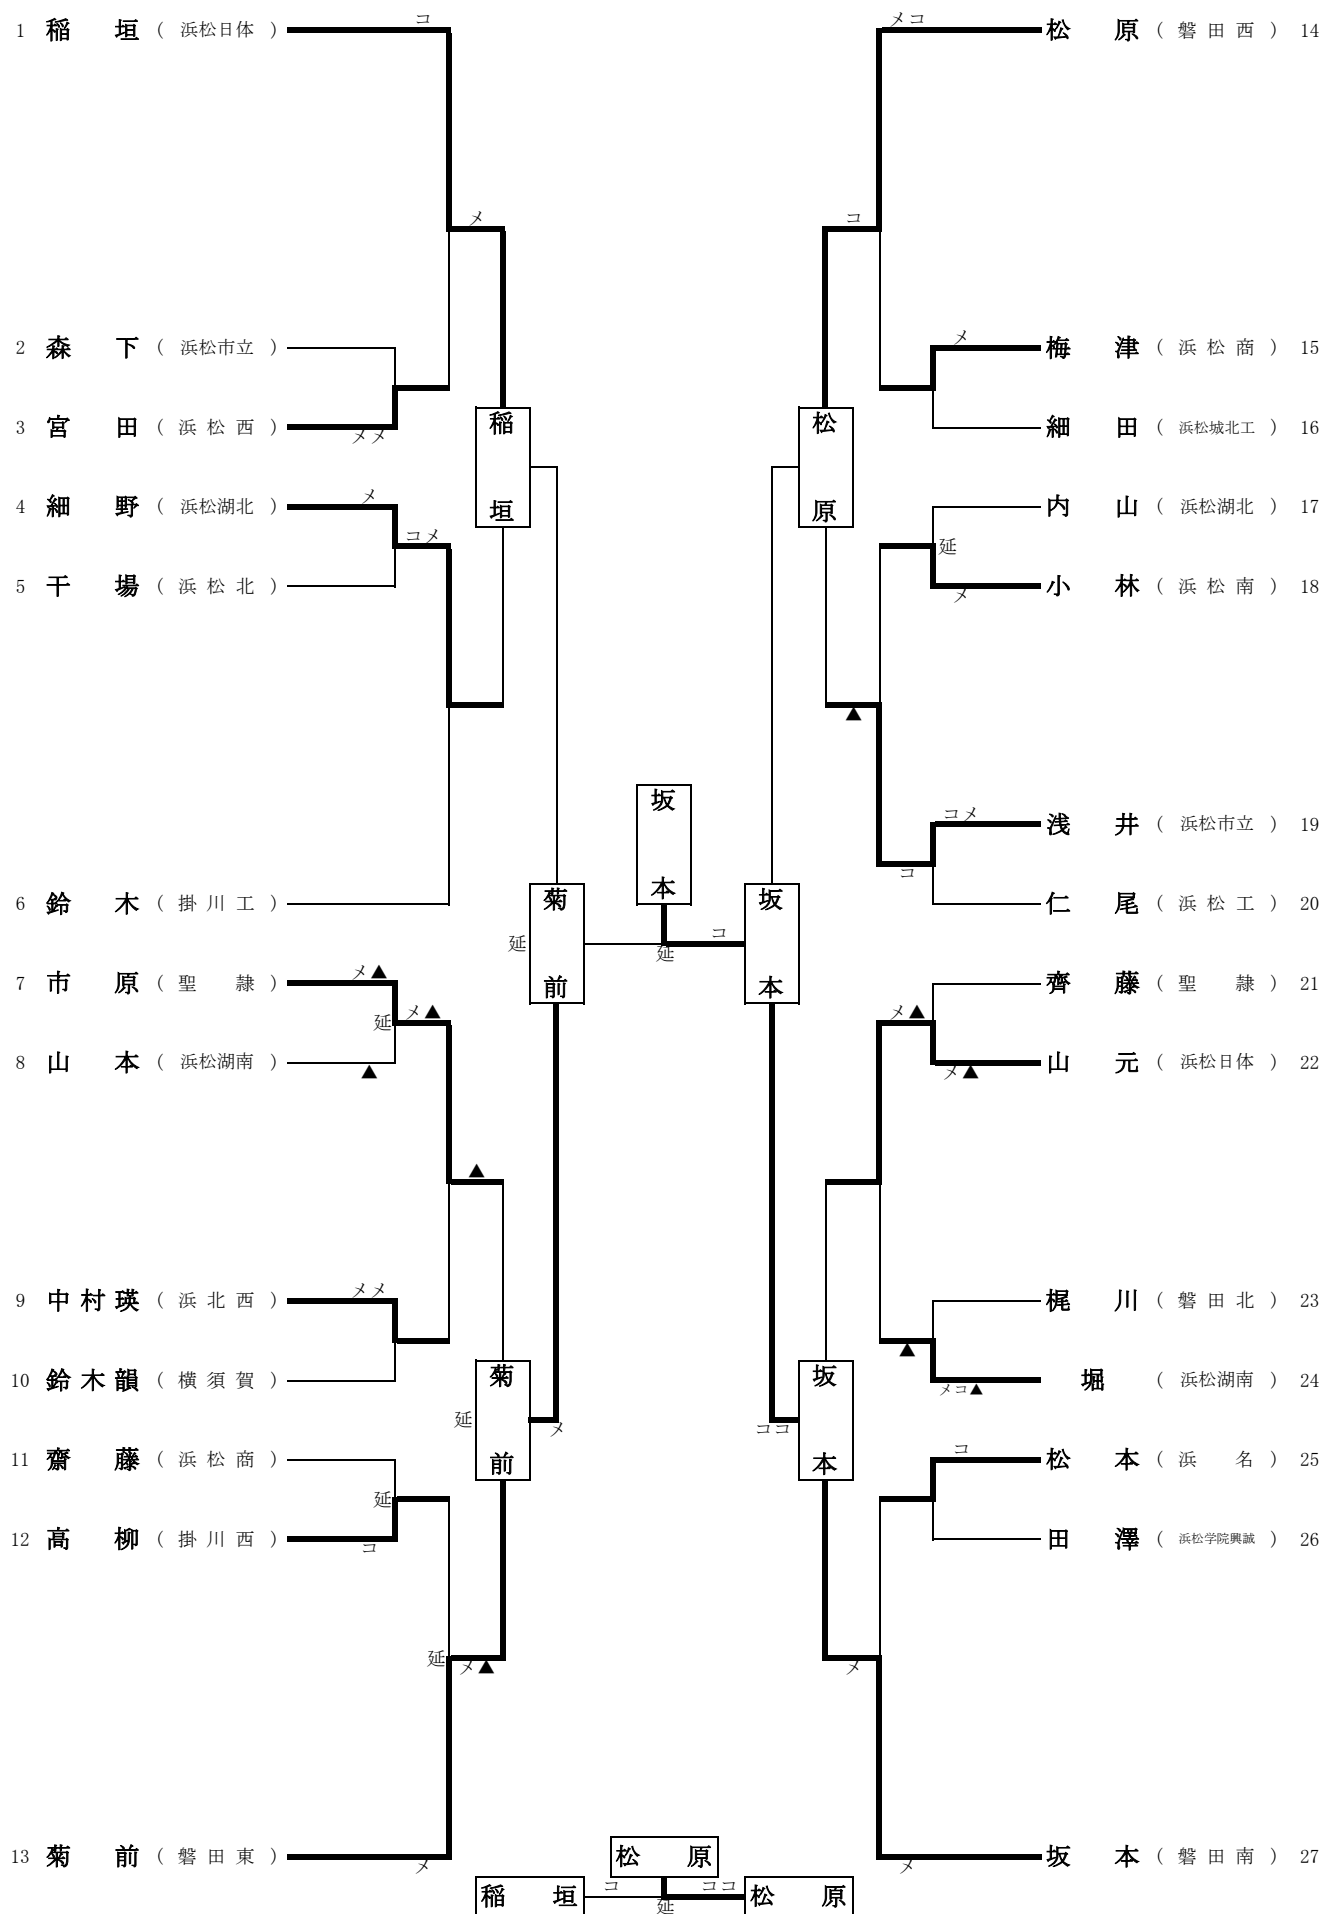 1 稲垣 ( 浜松日体 )
コ
メ
2 森下 ( 浜松市立 )
3 宮田 ( 浜松西 )
メメ
4 細野 ( 浜松湖北 )
メ
コメ
5 干場 ( 浜松北 )
稲垣
6 鈴木 ( 掛川工 )
7 市原 ( 聖隷 )
メ▲
延
メ▲
8 山本 ( 浜松湖南 )
▲
▲
9 中村瑛 ( 浜北西 )
メメ
10 鈴木韻 ( 横須賀 )
11 齋藤 ( 浜松商 )
延
12 高柳 ( 掛川西 )
コ
延
メ▲
13 菊前 ( 磐田東 )
メ
延
菊前
メ
延
菊前
坂本
延
コ
坂本
松原 ( 磐田西 ) 14
メコ
コ
梅津 ( 浜松商 ) 15
メ
細田 ( 浜松城北工 ) 16
松原
内山 ( 浜松湖北 ) 17
延
小林 ( 浜松南 ) 18
メ
▲
浅井 ( 浜松市立 ) 19
コメ
コ
仁尾 ( 浜松工 ) 20
齊藤 ( 聖隷 ) 21
メ▲
山元 ( 浜松日体 ) 22
メ▲
梶川 ( 磐田北 ) 23
▲
堀 ( 浜松湖南 ) 24
メコ▲
坂本
ココ
松本 ( 浜名 ) 25
コ
田澤 ( 浜松学院興誠 ) 26
メ
坂本 ( 磐田南 ) 27
メ
松原
稲垣
コ
延
ココ
松原